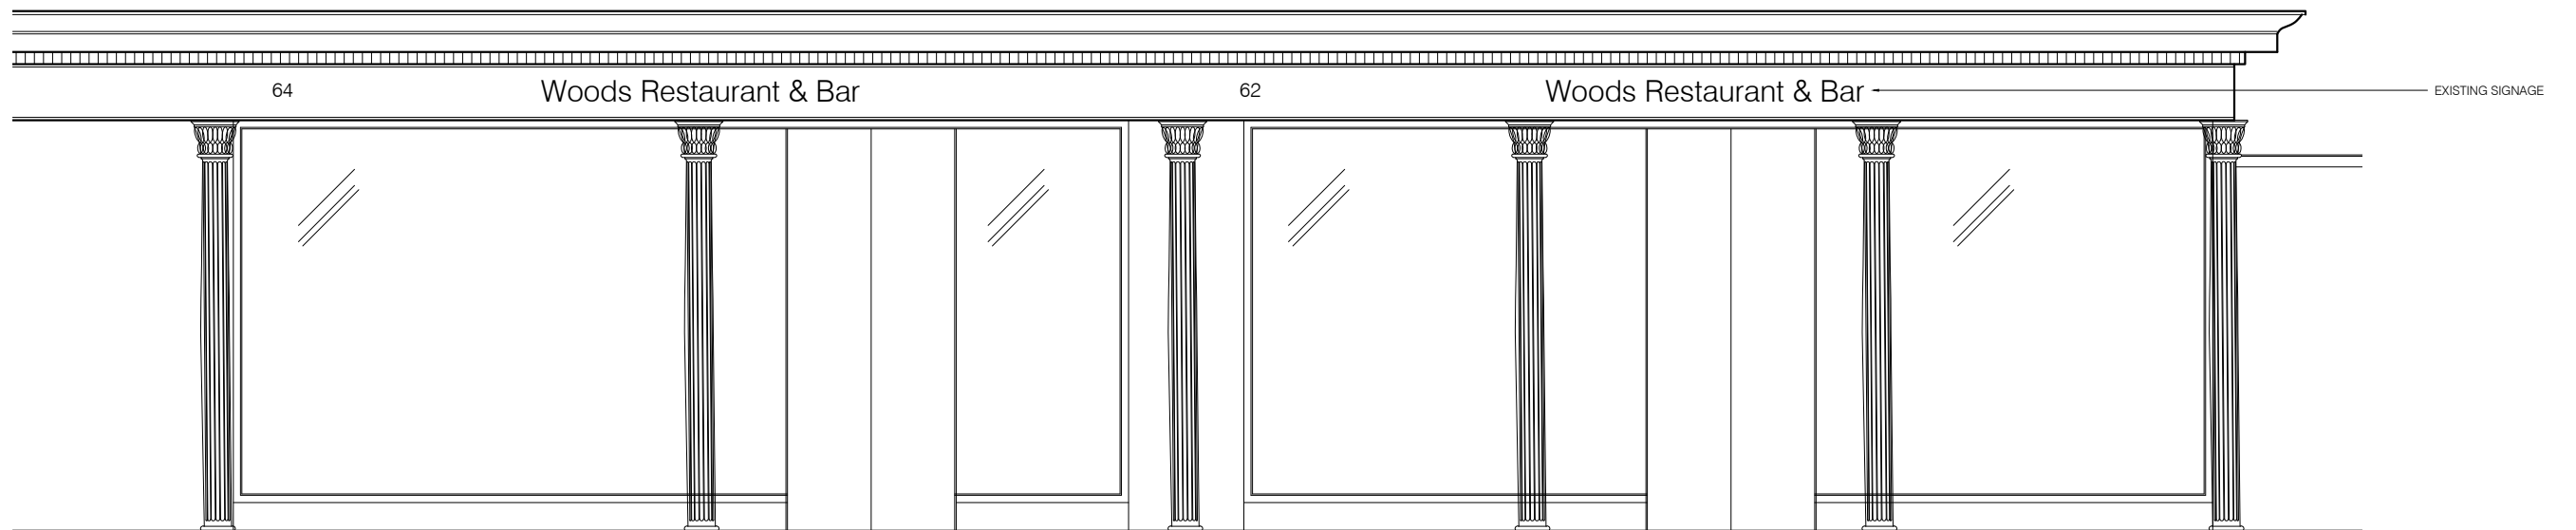 64
Woods Restaurant & Bar
62
Woods Restaurant & Bar
EXISTING SIGNAGE